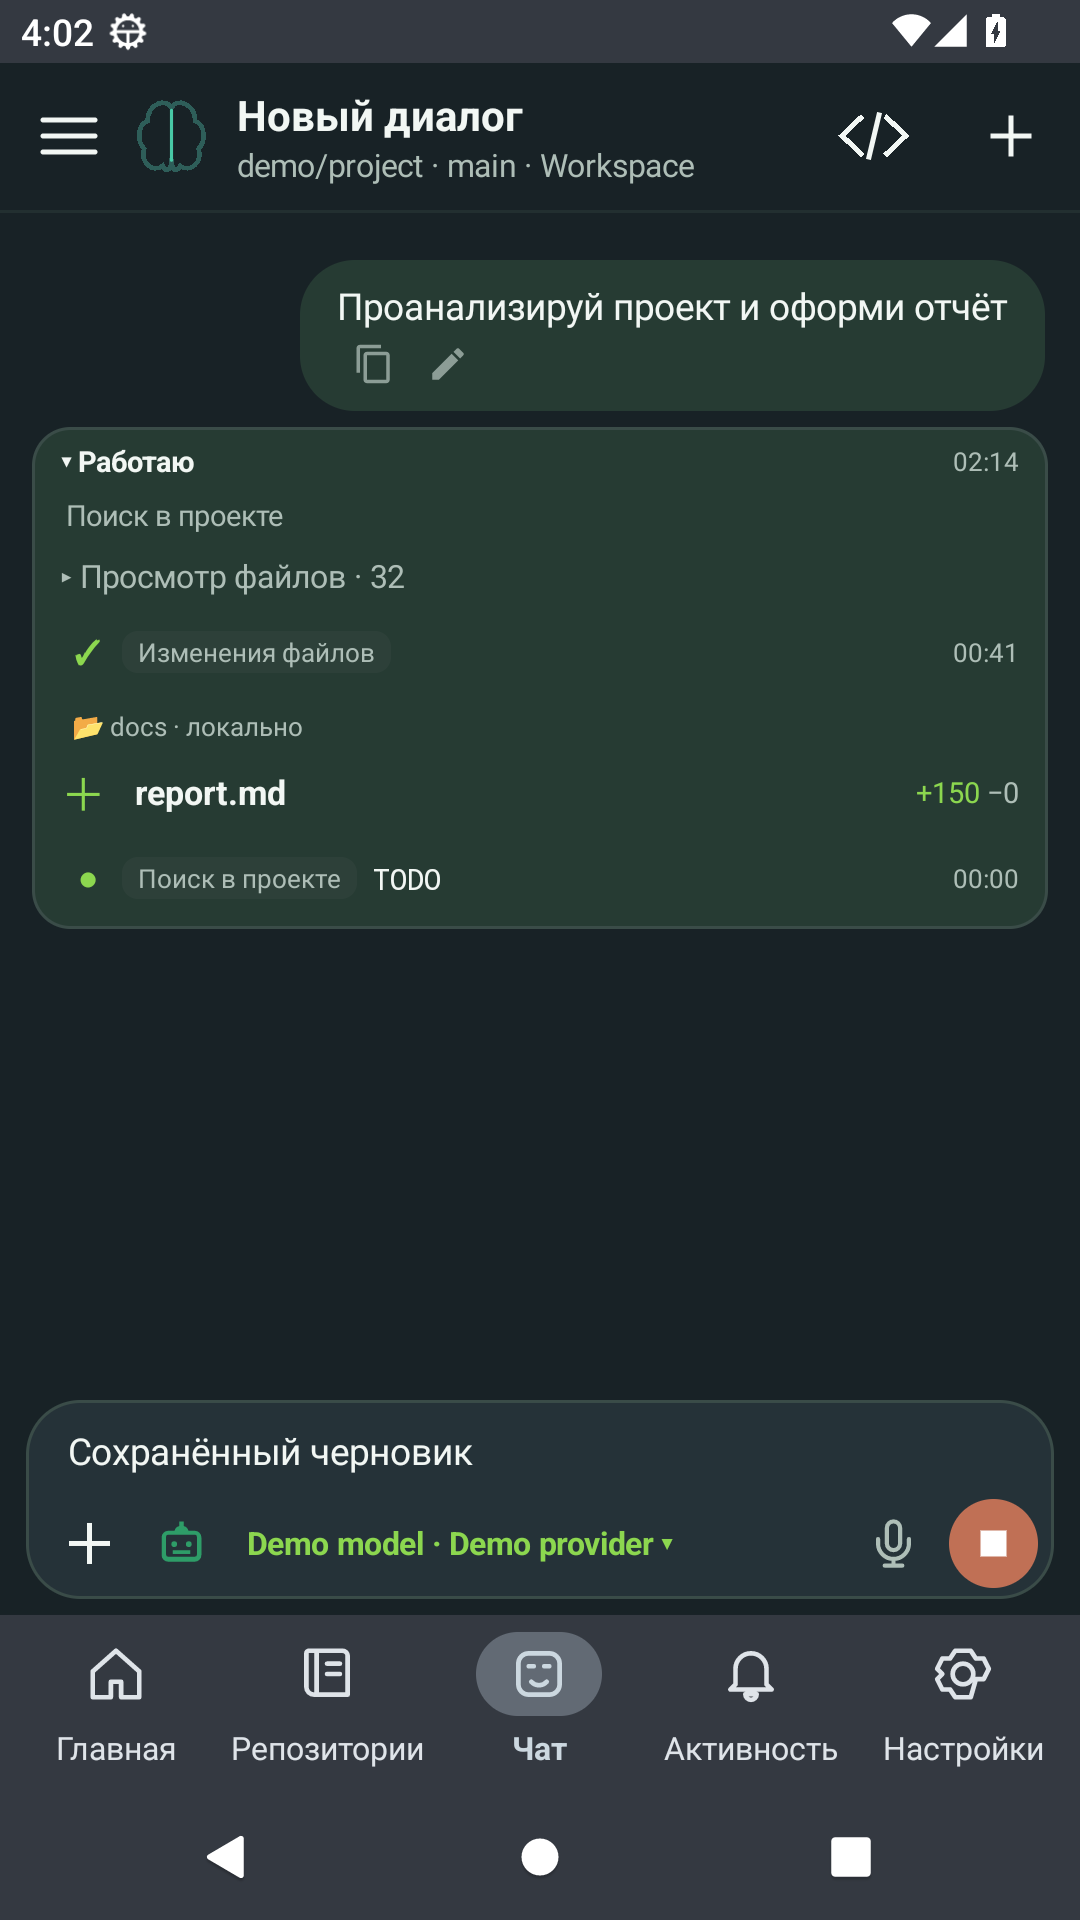 4:02
Новый диалог
demo/project · main · Workspace
Проанализируй проект и оформи отчёт
▾ Работаю 02:14
Поиск в проекте
▸ Просмотр файлов · 32
✓ Изменения файлов 00:41
📂 docs · локально
+ report.md +150 −0
● Поиск в проекте TODO 00:00
Сохранённый черновик
Demo model · Demo provider ▾
Главная Репозитории Чат Активность Настройки